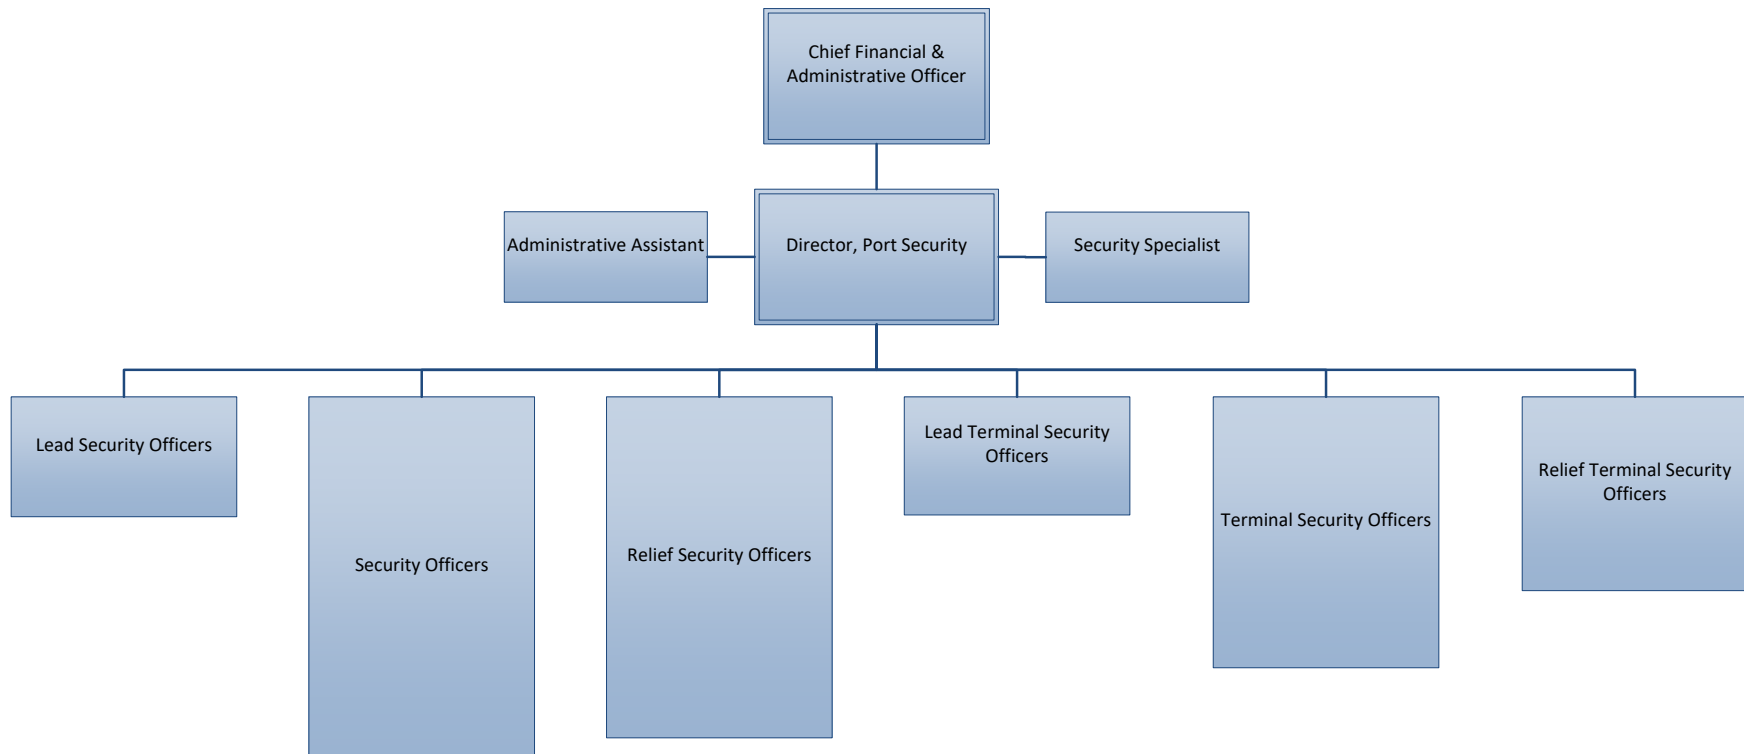 Chief Financial &
Administrative Officer
Administrative Assistant
Director, Port Security
Security Specialist
Lead Security Officers
Security Officers
Relief Security Officers
Lead Terminal Security
Officers
Terminal Security Officers
Relief Terminal Security
Officers